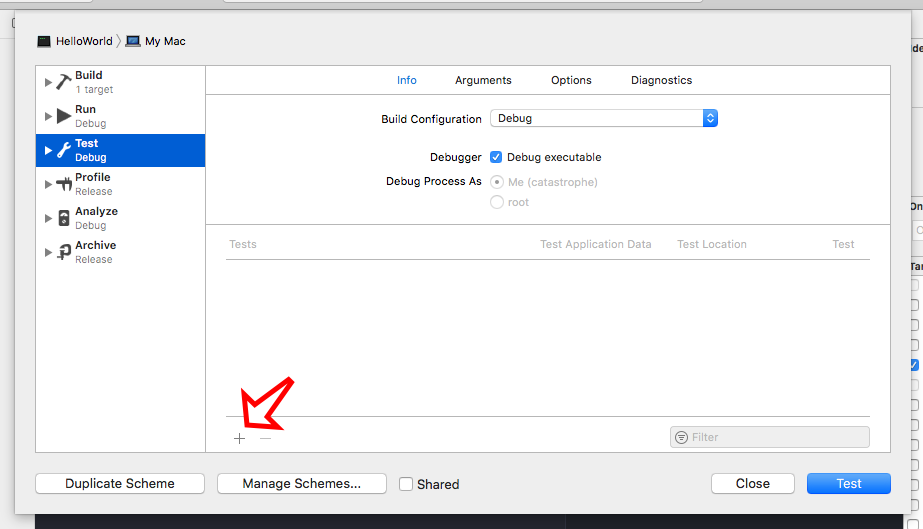 HelloWorld My Mac
Build
1 target
Run
Debug
Test
Debug
Profile
Release
Analyze
Debug
Archive
Release
Info Arguments Options Diagnostics
Build Configuration Debug
Debugger Debug executable
Debug Process As Me (catastrophe)
root
Tests Test Application Data Test Location Test
Filter
Duplicate Scheme Manage Schemes... Shared Close Test